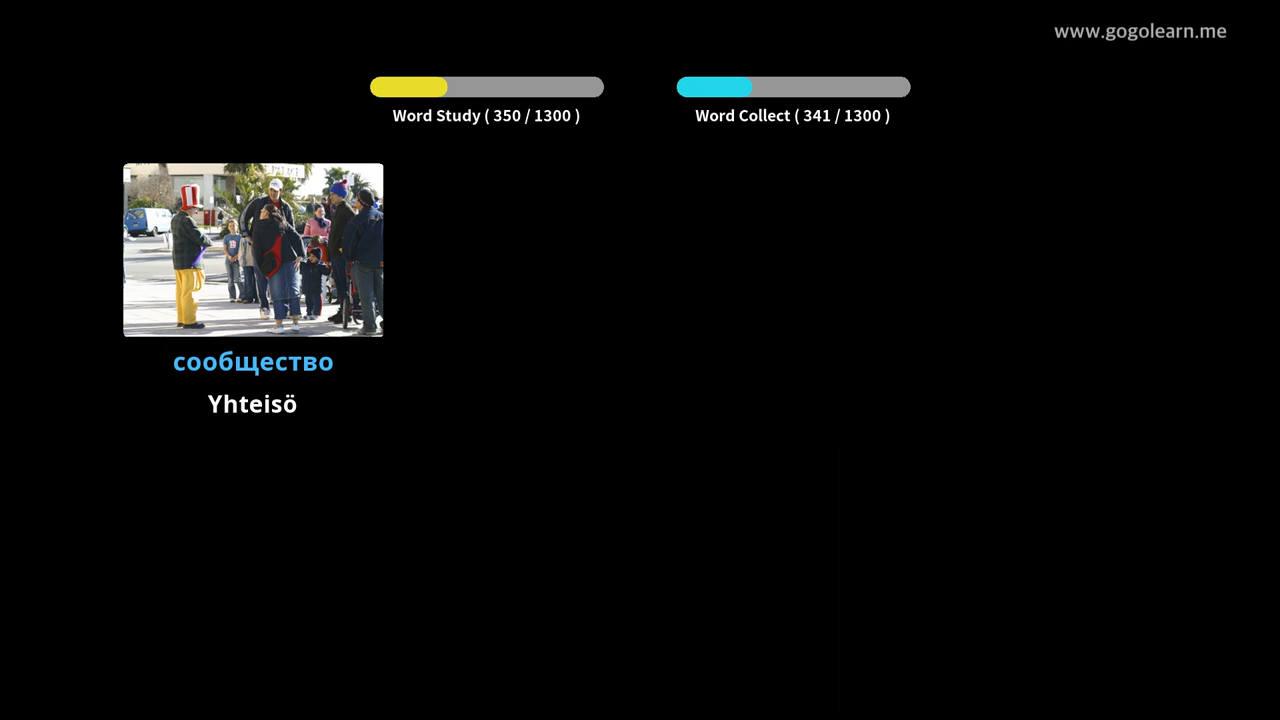 www.gogolearn.me
Word Study ( 350 / 1300 )
Word Collect ( 341 / 1300 )
сообщество
Yhteisö